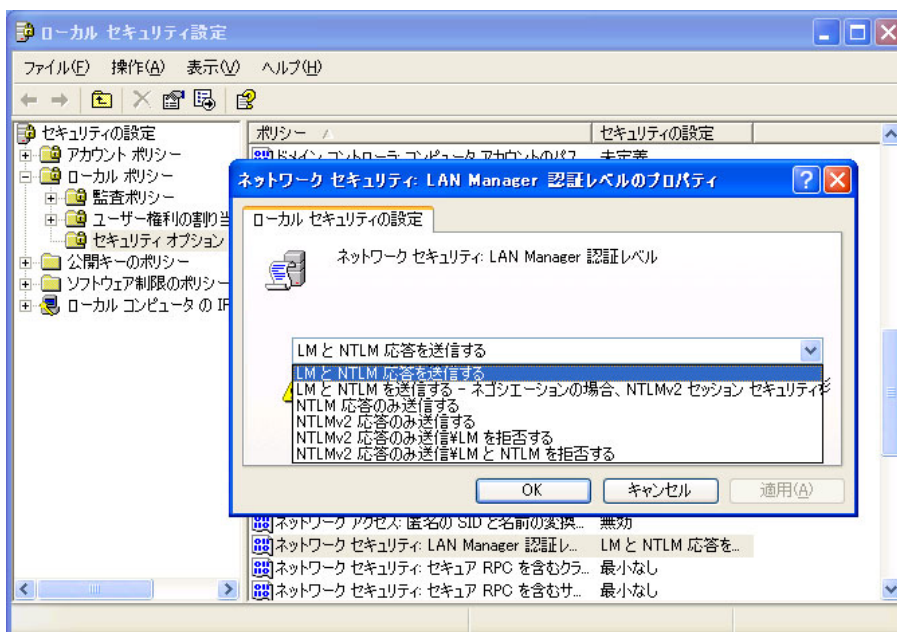 ローカル セキュリティ設定
ファイル(F) 操作(A) 表示(V) ヘルプ(H)
セキュリティの設定
アカウント ポリシー
ローカル ポリシー
監査ポリシー
ユーザー権利の割り当
セキュリティ オプション
公開キーのポリシー
ソフトウェア制限のポリシー
ローカル コンピュータ の IP
ポリシー セキュリティの設定
ドメイン コントローラ: コンピュータ アカウントのパス 未定義
ネットワーク セキュリティ: LAN Manager 認証レベルのプロパティ
ローカル セキュリティの設定
ネットワーク セキュリティ: LAN Manager 認証レベル
LM と NTLM 応答を送信する
LM と NTLM 応答を送信する
LM と NTLM を送信する - ネゴシエーションの場合、NTLMv2 セッション セキュリティを
NTLM 応答のみ送信する
NTLMv2 応答のみ送信する
NTLMv2 応答のみ送信¥LM を拒否する
NTLMv2 応答のみ送信¥LM と NTLM を拒否する
OK キャンセル 適用(A)
ネットワーク アクセス: 匿名の SID と名前の変換... 無効
ネットワーク セキュリティ: LAN Manager 認証レ... LM と NTLM 応答を...
ネットワーク セキュリティ: セキュア RPC を含むクラ... 最小なし
ネットワーク セキュリティ: セキュア RPC を含むサ... 最小なし